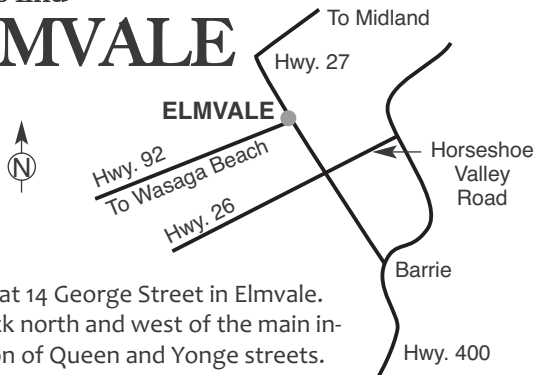 MVALE
To Midland
Hwy. 27
ELMVALE
Hwy. 92
To Wasaga Beach
Hwy. 26
N
Horseshoe
Valley
Road
Barrie
at 14 George Street in Elmvale.
ck north and west of the main in-
on of Queen and Yonge streets.
Hwy. 400